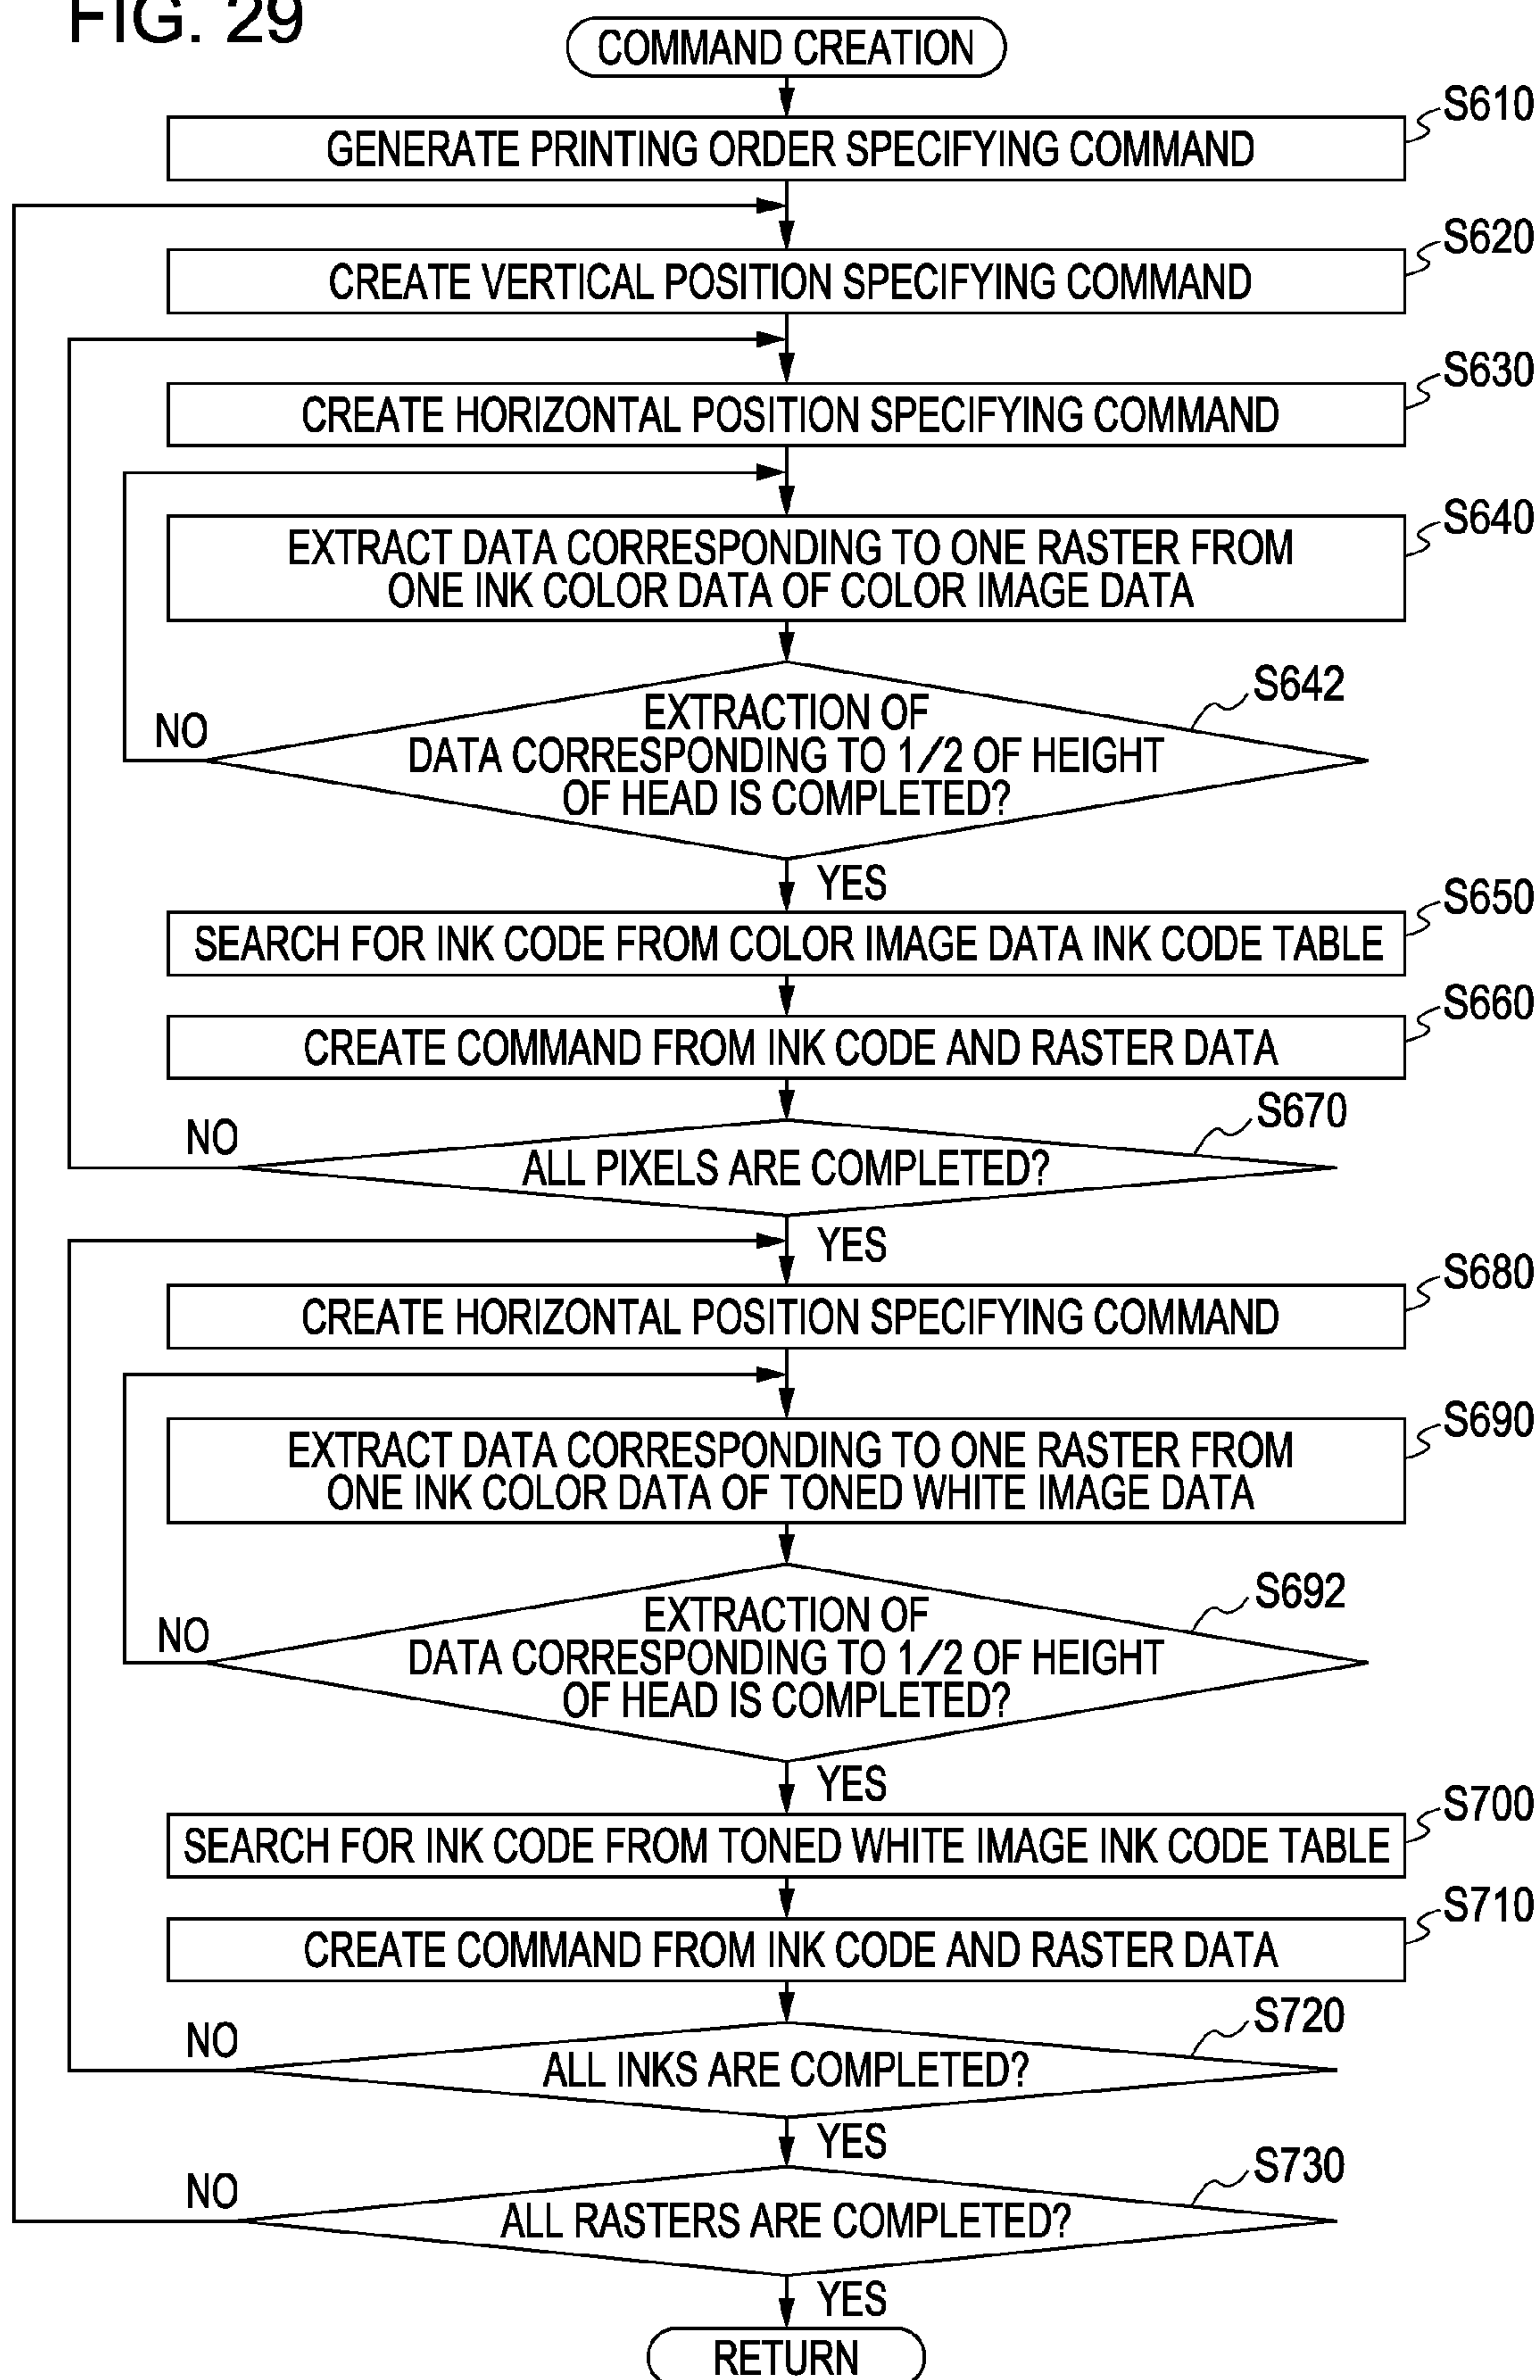 FIG. 29
COMMAND CREATION
S610
GENERATE PRINTING ORDER SPECIFYING COMMAND
S620
CREATE VERTICAL POSITION SPECIFYING COMMAND
S630
CREATE HORIZONTAL POSITION SPECIFYING COMMAND
S640
EXTRACT DATA CORRESPONDING TO ONE RASTER FROM
ONE INK COLOR DATA OF COLOR IMAGE DATA
S642
EXTRACTION OF
DATA CORRESPONDING TO 1/2 OF HEIGHT
OF HEAD IS COMPLETED?
NO
YES
S650
SEARCH FOR INK CODE FROM COLOR IMAGE DATA INK CODE TABLE
S660
CREATE COMMAND FROM INK CODE AND RASTER DATA
S670
NO
ALL PIXELS ARE COMPLETED?
YES
S680
CREATE HORIZONTAL POSITION SPECIFYING COMMAND
S690
EXTRACT DATA CORRESPONDING TO ONE RASTER FROM
ONE INK COLOR DATA OF TONED WHITE IMAGE DATA
S692
EXTRACTION OF
DATA CORRESPONDING TO 1/2 OF HEIGHT
OF HEAD IS COMPLETED?
NO
YES
S700
SEARCH FOR INK CODE FROM TONED WHITE IMAGE INK CODE TABLE
S710
CREATE COMMAND FROM INK CODE AND RASTER DATA
S720
NO
ALL INKS ARE COMPLETED?
YES
S730
NO
ALL RASTERS ARE COMPLETED?
YES
RETURN